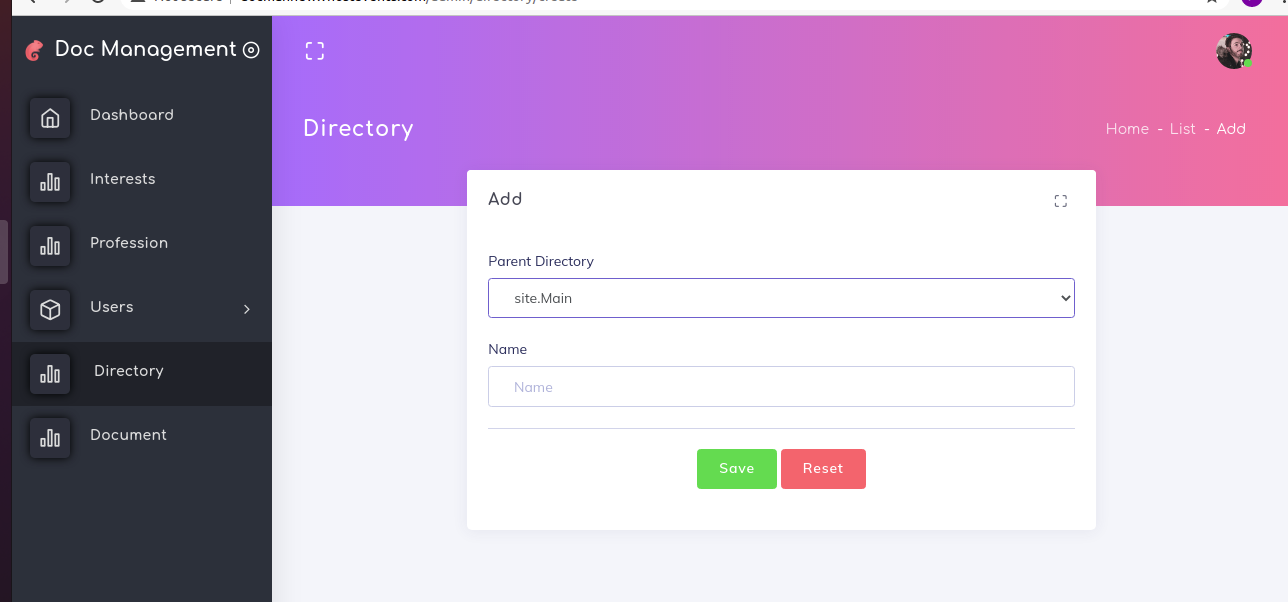 Doc Management
Dashboard
Interests
Profession
Users
Directory
Document
Directory
Home - List - Add
Add
Parent Directory
site.Main
Name
Name
Save Reset